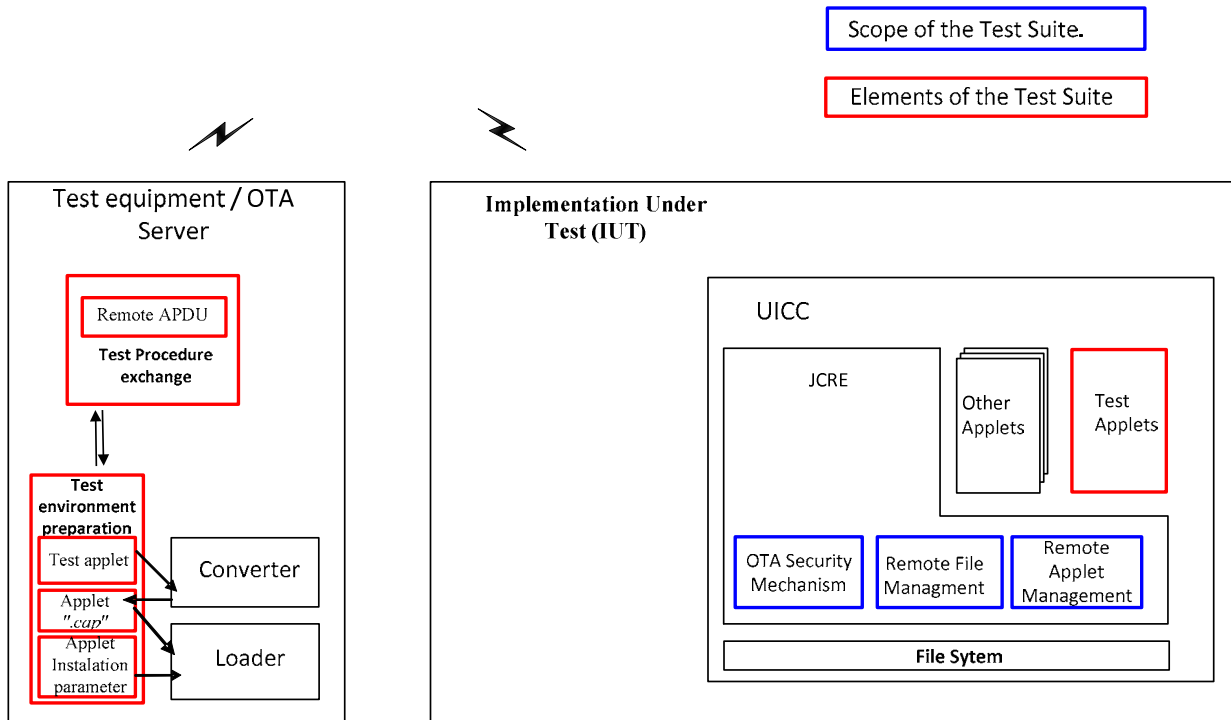 Scope of the Test Suite.
Elements of the Test Suite
Test equipment / OTA
Server
Remote APDU
Test Procedure
exchange
Test
environment
preparation
Test applet
Applet
".cap"
Applet
Instalation
parameter
Converter
Loader
Implementation Under
Test (IUT)
UICC
JCRE
Other
Applets
Test
Applets
OTA Security
Mechanism
Remote File
Managment
Remote
Applet
Management
File Sytem